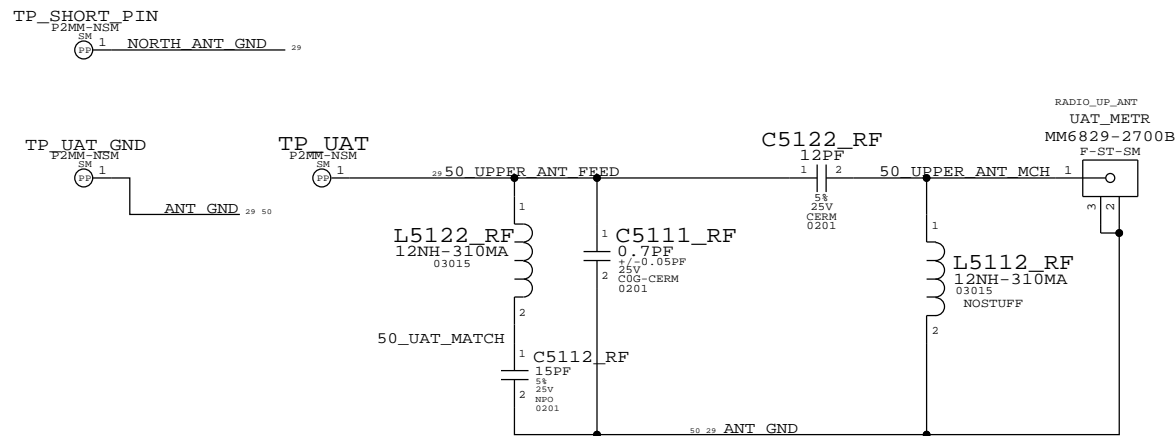 TP_SHORT_PIN
P2MM-NSM
SM
PP
1
NORTH_ANT_GND
29
TP_UAT_GND
P2MM-NSM
SM
PP
1
ANT_GND
29 50
TP_UAT
P2MM-NSM
SM
PP
1
29
50_UPPER_ANT_FEED
C5122_RF
12PF
1
2
5%
25V
CERM
0201
50_UPPER_ANT_MCH
RADIO_UP_ANT
UAT_METR
MM6829-2700B
F-ST-SM
1
3
2
1
L5122_RF
12NH-310MA
03015
2
1
C5111_RF
0.7PF
+/-0.05PF
25V
C0G-CERM
0201
2
1
L5112_RF
12NH-310MA
03015
NOSTUFF
2
50_UAT_MATCH
1
C5112_RF
15PF
5%
25V
NPO
0201
2
50 29
ANT_GND